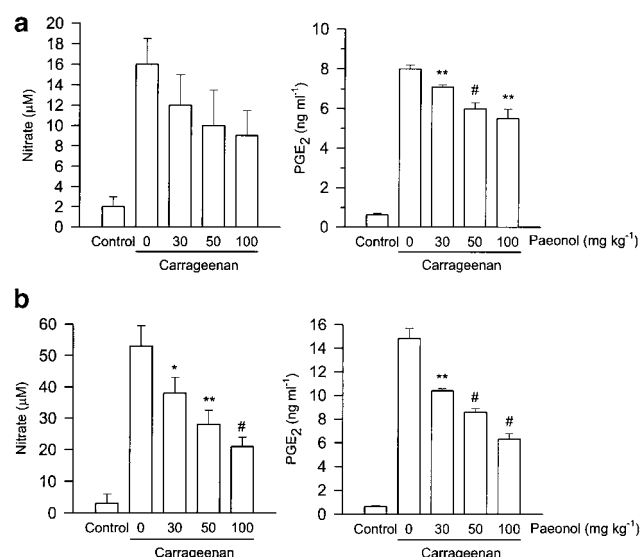 a
20
18
16
14
12
10
8
6
4
2
0
Nitrate (μM)
Control 0 30 50 100
Carrageenan
10
8
6
4
2
0
PGE₂ (ng ml⁻¹)
** # **
Control 0 30 50 100 Paeonol (mg kg⁻¹)
Carrageenan
b
60
50
40
30
20
10
0
Nitrate (μM)
* ** #
Control 0 30 50 100
Carrageenan
16
14
12
10
8
6
4
2
0
PGE₂ (ng ml⁻¹)
** # #
Control 0 30 50 100 Paeonol (mg kg⁻¹)
Carrageenan